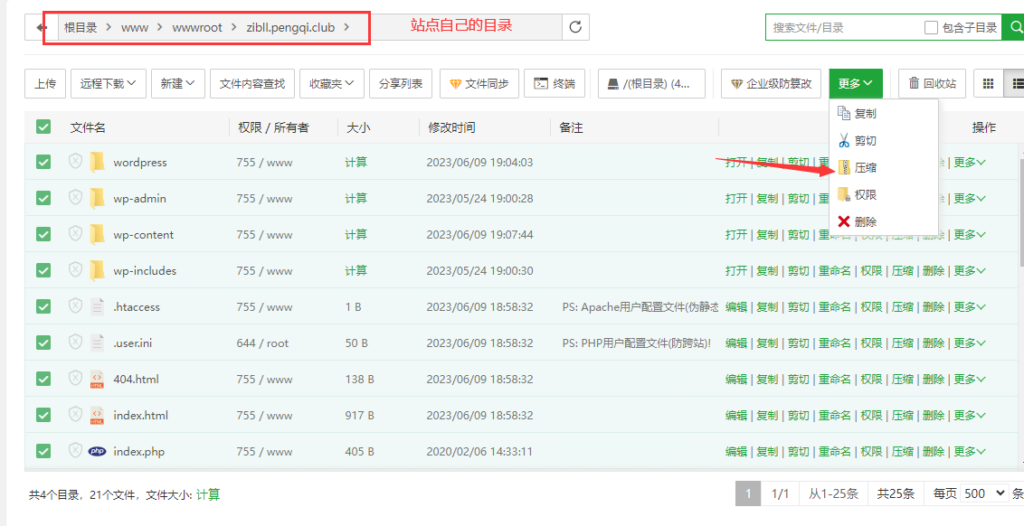 根目录 > www > wwwroot > zibll.pengqi.club > 站点自己的目录 搜索文件/目录 包含子目录
上传 远程下载 新建 文件内容查找 收藏夹 分享列表 文件同步 终端 /(根目录) (4... 企业级防篡改 更多 回收站
复制
剪切
压缩
权限
删除
文件名 权限 / 所有者 大小 修改时间 备注 操作
wordpress 755 / www 计算 2023/06/09 19:04:03 打开 | 复制 | 剪切 | 重 | 更多
wp-admin 755 / www 计算 2023/05/24 19:00:28 打开 | 复制 | 剪切 | 重 | 更多
wp-content 755 / www 计算 2023/06/09 19:07:44 打开 | 复制 | 剪切 | 重命名 | 权限 | 压缩 | 删除 | 更多
wp-includes 755 / www 计算 2023/05/24 19:00:30 打开 | 复制 | 剪切 | 重命名 | 权限 | 压缩 | 删除 | 更多
.htaccess 755 / www 1 B 2023/06/09 18:58:32 PS: Apache用户配置文件(伪静态 编辑 | 复制 | 剪切 | 重命名 | 权限 | 压缩 | 删除 | 更多
.user.ini 644 / root 50 B 2023/06/09 18:58:32 PS: PHP用户配置文件(防跨站)! 编辑 | 复制 | 剪切 | 重命名 | 权限 | 压缩 | 删除 | 更多
404.html 755 / www 138 B 2023/06/09 18:58:32 编辑 | 复制 | 剪切 | 重命名 | 权限 | 压缩 | 删除 | 更多
index.html 755 / www 917 B 2023/06/09 18:58:32 编辑 | 复制 | 剪切 | 重命名 | 权限 | 压缩 | 删除 | 更多
index.php 755 / www 405 B 2020/02/06 14:33:11 编辑 | 复制 | 剪切 | 重命名 | 权限 | 压缩 | 删除 | 更多
共4个目录，21个文件，文件大小: 计算 1 1/1 从1-25条 共25条 每页 500 条